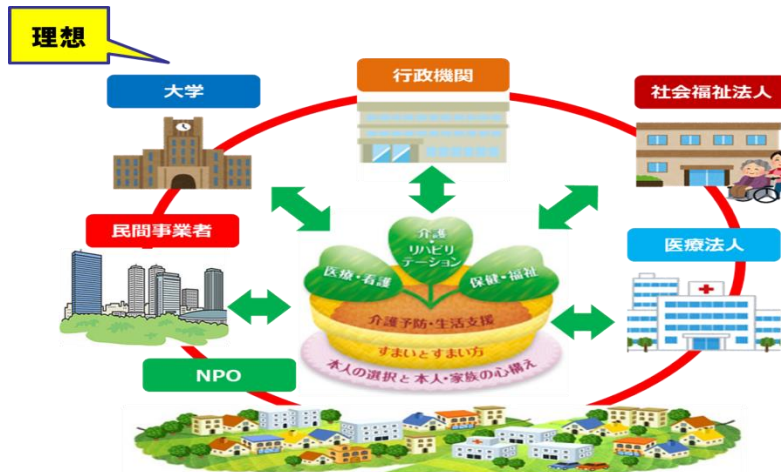 理想
大学
行政機関
社会福祉法人
民間事業者
医療法人
介護
リハビリ
テーション
医療・看護
保健・福祉
介護予防・生活支援
すまいとすまい方
本人の選択と本人・家族の心構え
NPO